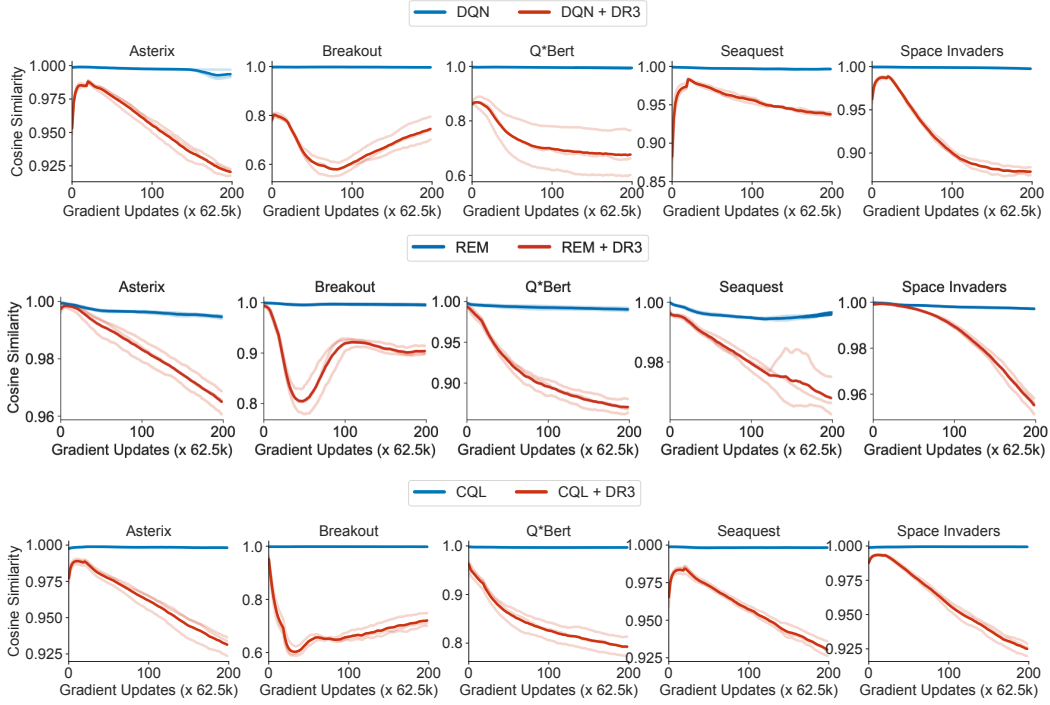 DQN DQN + DR3
Asterix Breakout Q*Bert Seaquest Space Invaders
Cosine Similarity
1.000 0.975 0.950 0.925
1.0 0.8 0.6
1.0 0.8 0.6
1.00 0.95 0.90 0.85
1.00 0.95 0.90
0 100 200 0 100 200 0 100 200 0 100 200 0 100 200
Gradient Updates (x 62.5k) Gradient Updates (x 62.5k) Gradient Updates (x 62.5k) Gradient Updates (x 62.5k) Gradient Updates (x 62.5k)
REM REM + DR3
Asterix Breakout Q*Bert Seaquest Space Invaders
Cosine Similarity
1.00 0.98 0.96
1.0 0.9 0.8
1.00 0.95 0.90
1.00 0.98
1.00 0.98 0.96
0 100 200 0 100 200 0 100 200 0 100 200 0 100 200
Gradient Updates (x 62.5k) Gradient Updates (x 62.5k) Gradient Updates (x 62.5k) Gradient Updates (x 62.5k) Gradient Updates (x 62.5k)
CQL CQL + DR3
Asterix Breakout Q*Bert Seaquest Space Invaders
Cosine Similarity
1.000 0.975 0.950 0.925
1.0 0.8 0.6
1.0 0.9 0.8
1.000 0.975 0.950 0.925
1.000 0.975 0.950 0.925
0 100 200 0 100 200 0 100 200 0 100 200 0 100 200
Gradient Updates (x 62.5k) Gradient Updates (x 62.5k) Gradient Updates (x 62.5k) Gradient Updates (x 62.5k) Gradient Updates (x 62.5k)